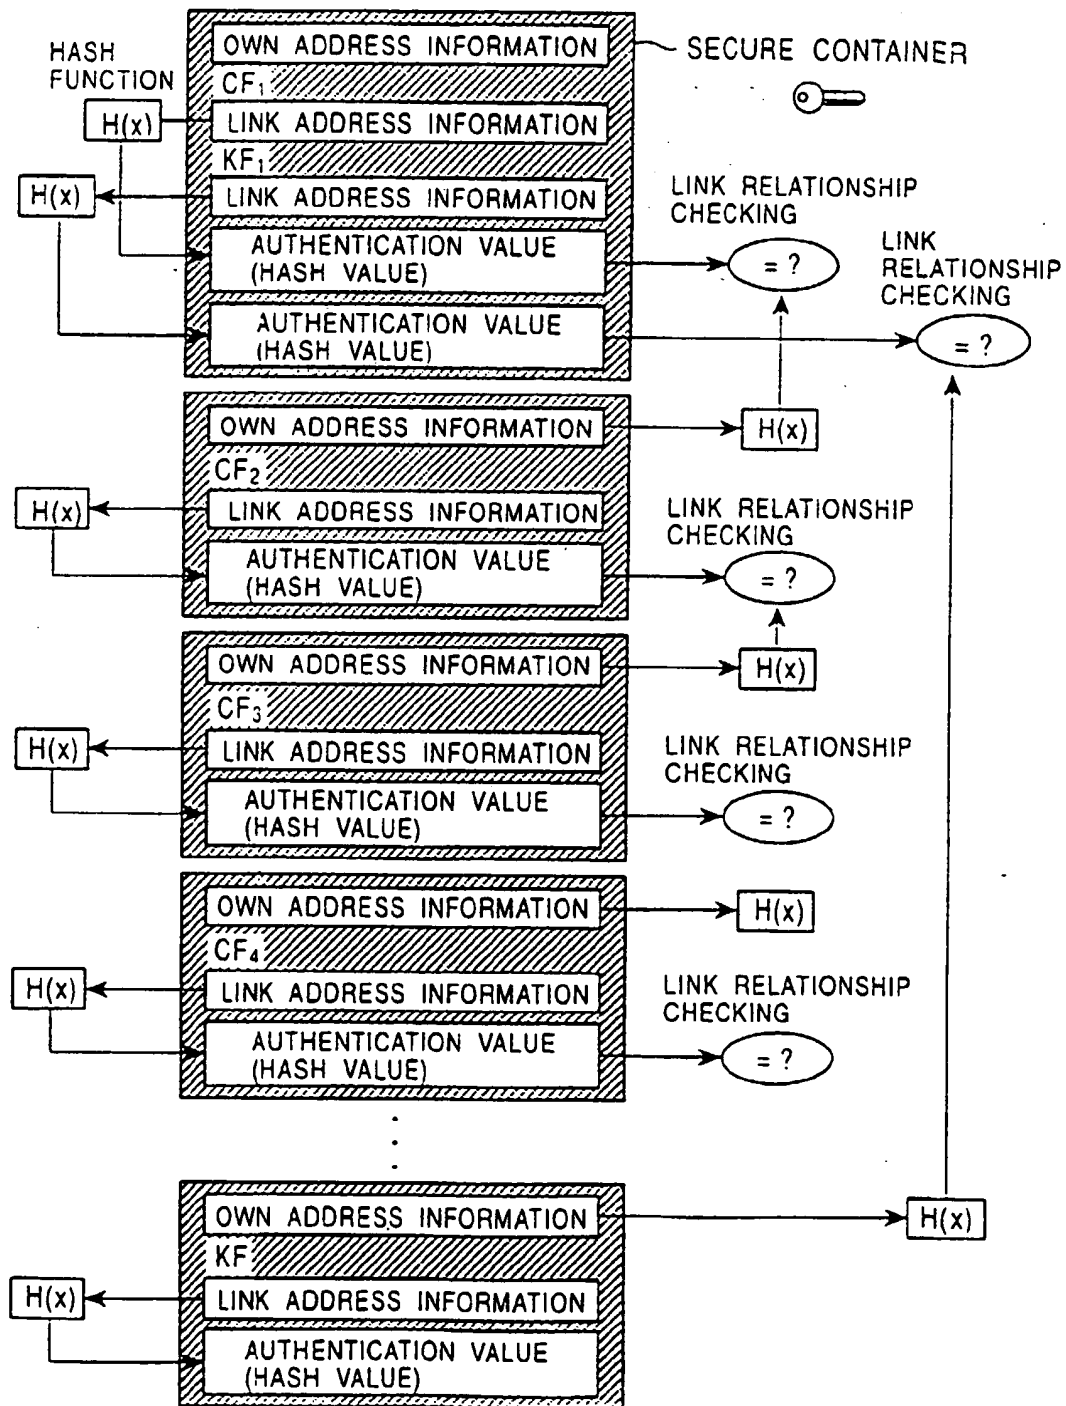 OWN ADDRESS INFORMATION
SECURE CONTAINER
HASH
FUNCTION
CF₁
H(x)
LINK ADDRESS INFORMATION
KF₁
H(x)
LINK ADDRESS INFORMATION
LINK RELATIONSHIP
CHECKING
AUTHENTICATION VALUE
(HASH VALUE)
= ?
LINK
RELATIONSHIP
CHECKING
AUTHENTICATION VALUE
(HASH VALUE)
= ?
OWN ADDRESS INFORMATION
H(x)
CF₂
H(x)
LINK ADDRESS INFORMATION
LINK RELATIONSHIP
CHECKING
AUTHENTICATION VALUE
(HASH VALUE)
= ?
OWN ADDRESS INFORMATION
H(x)
CF₃
H(x)
LINK ADDRESS INFORMATION
LINK RELATIONSHIP
CHECKING
AUTHENTICATION VALUE
(HASH VALUE)
= ?
OWN ADDRESS INFORMATION
H(x)
CF₄
H(x)
LINK ADDRESS INFORMATION
LINK RELATIONSHIP
CHECKING
AUTHENTICATION VALUE
(HASH VALUE)
= ?
OWN ADDRESS INFORMATION
H(x)
KF
H(x)
LINK ADDRESS INFORMATION
AUTHENTICATION VALUE
(HASH VALUE)